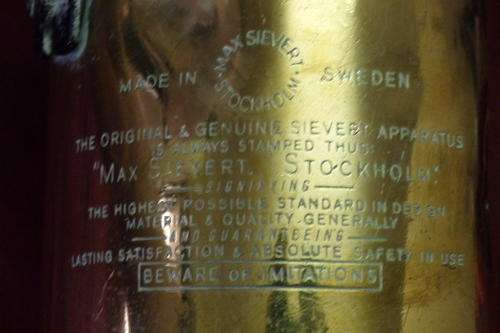 MAX SIEVERT
MADE IN SWEDEN
STOCKHOLM
THE ORIGINAL & GENUINE SIEVERT APPARATUS
IS ALWAYS STAMPED THUS:
"MAX SIEVERT, STOCKHOLM"
SIGNIFYING
THE HIGHEST POSSIBLE STANDARD IN DESIGN
MATERIAL & QUALITY GENERALLY
AND GUARANTEEING
LASTING SATISFACTION & ABSOLUTE SAFETY IN USE
BEWARE OF IMITATIONS